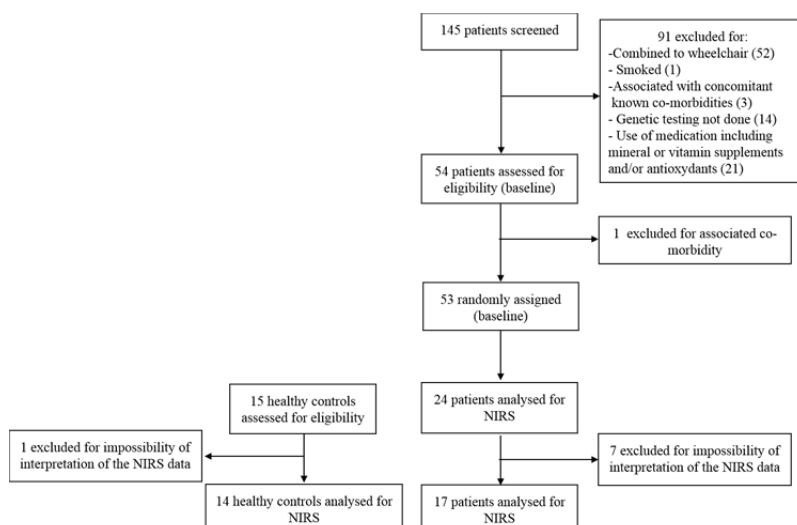 145 patients screened
91 excluded for:
-Combined to wheelchair (52)
- Smoked (1)
-Associated with concomitant
known co-morbidities (3)
- Genetic testing not done (14)
- Use of medication including
mineral or vitamin supplements
and/or antioxydants (21)
54 patients assessed for
eligibility (baseline)
1 excluded for associated co-
morbidity
53 randomly assigned
(baseline)
15 healthy controls
assessed for eligibility
24 patients analysed for
NIRS
1 excluded for impossibility of
interpretation of the NIRS data
7 excluded for impossibility of
interpretation of the NIRS data
14 healthy controls analysed for
NIRS
17 patients analysed for
NIRS